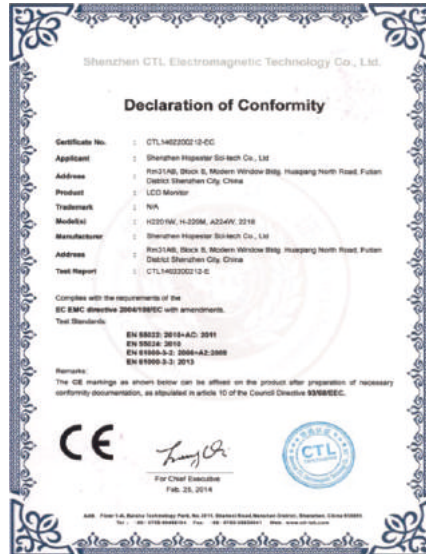 Shenzhen CTL Electromagnetic Technology Co., Ltd.
Declaration of Conformity
Certificate No. : CTL1402200212-EC
Applicant : Shenzhen Hopestar Sci-tech Co., Ltd
Address : Rm31AB, Block B, Modern Window Bldg. Huaqiang North Road, Futian
District Shenzhen City, China
Product : LCD Monitor
Trademark : N/A
Model(s) : H2201W, H-220M, A224W, 2216
Manufacturer : Shenzhen Hopestar Sci-tech Co., Ltd
Address : Rm31AB, Block B, Modern Window Bldg. Huaqiang North Road, Futian
District Shenzhen City, China
Test Report : CTL1402200212-E
Complies with the requirements of the
EC EMC directive 2004/108/EC with amendments.
Test Standards:
EN 55022: 2010+AC: 2011
EN 55024: 2010
EN 61000-3-2: 2006+A2:2009
EN 61000-3-3: 2013
Remarks:
The CE markings as shown below can be affixed on the product after preparation of necessary
conformity documentation, as stipulated in article 10 of the Council Directive 93/68/EEC.
CE
CTL
For Chief Executive
Feb. 25, 2014